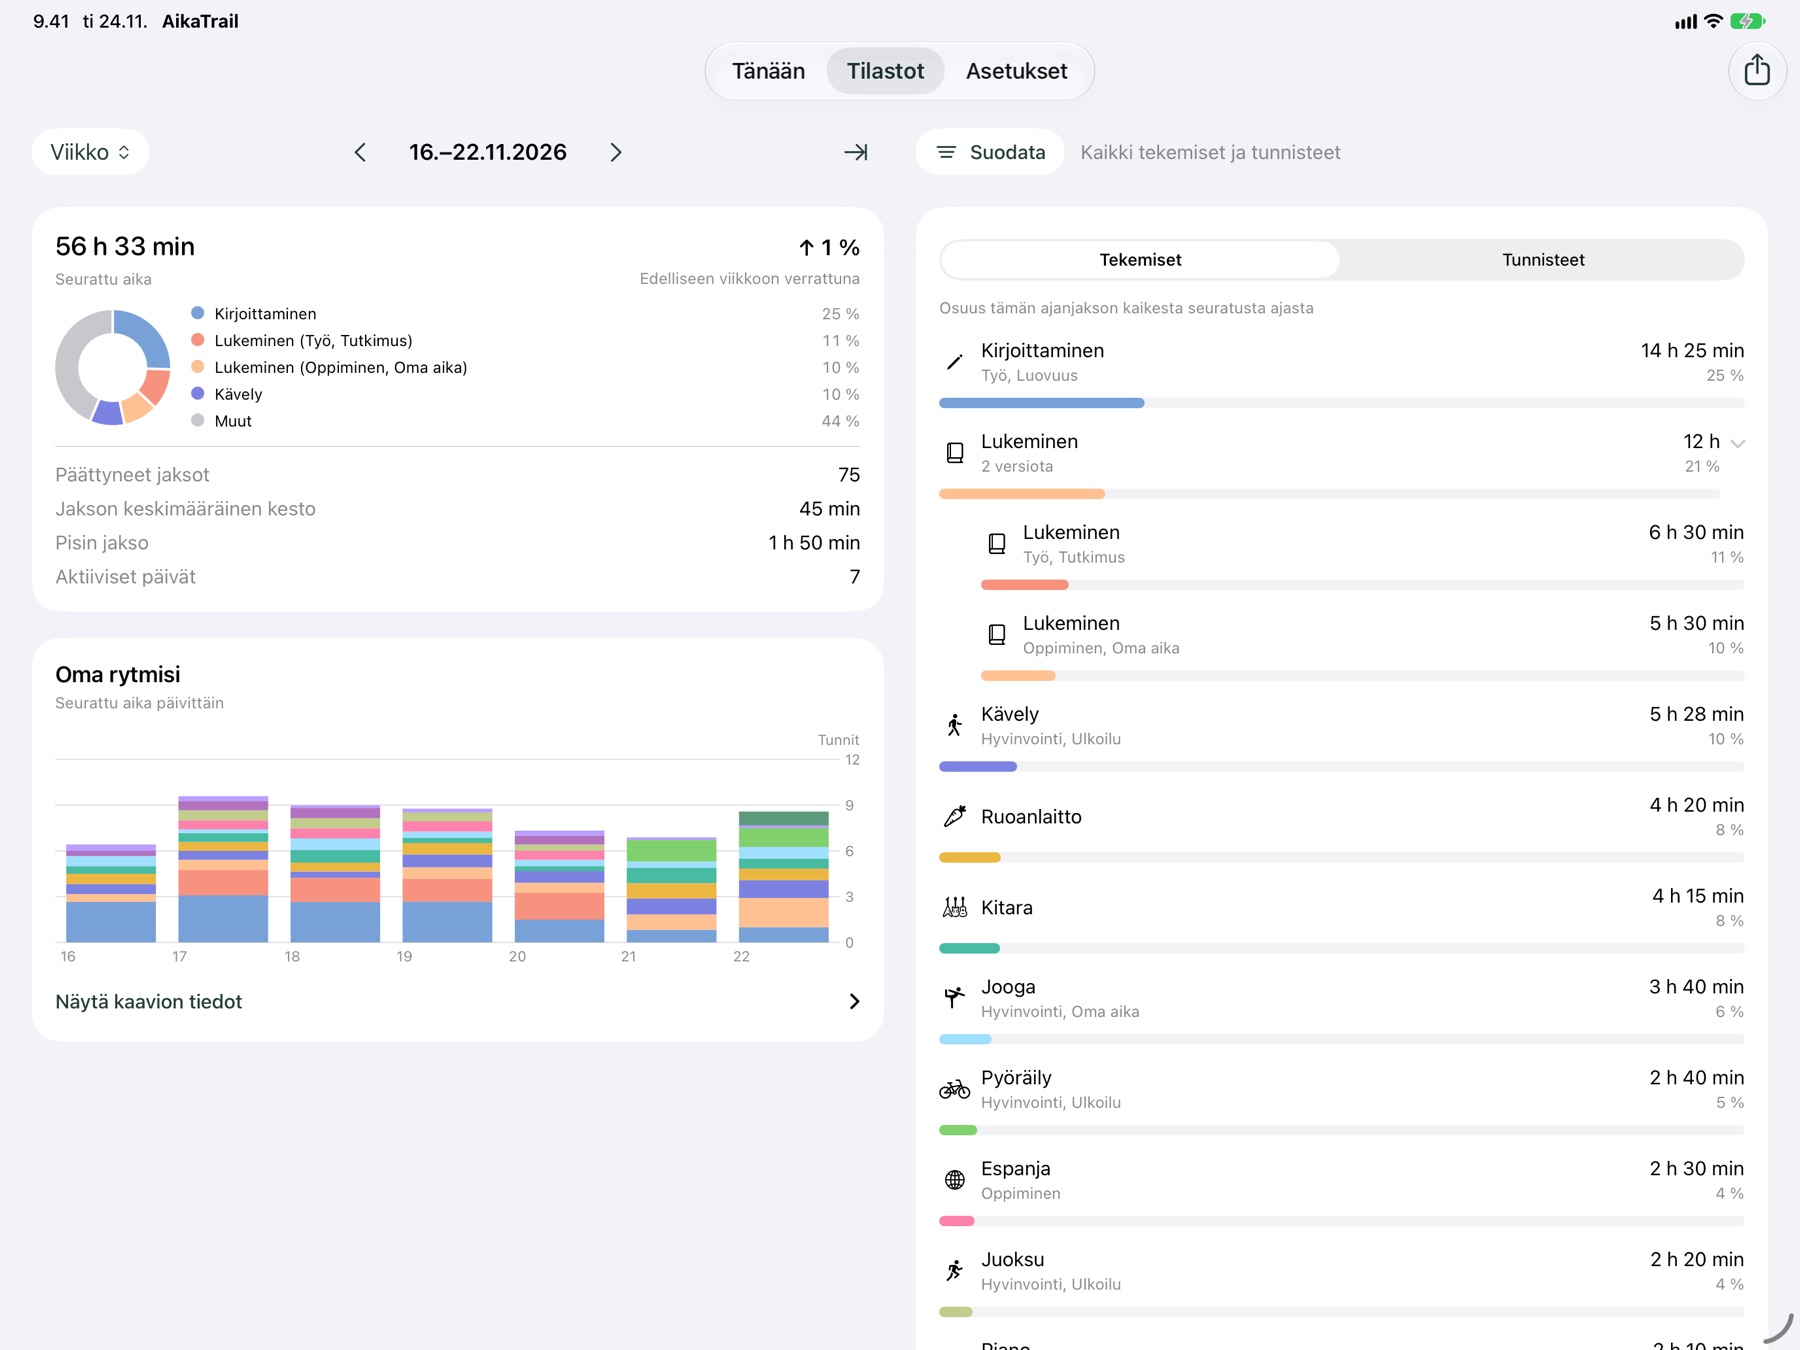 9.41 ti 24.11. AikaTrail
Tänään Tilastot Asetukset
Viikko 16.–22.11.2026
Suodata Kaikki tekemiset ja tunnisteet
56 h 33 min ↑ 1 %
Seurattu aika Edelliseen viikkoon verrattuna
Kirjoittaminen 25 %
Lukeminen (Työ, Tutkimus) 11 %
Lukeminen (Oppiminen, Oma aika) 10 %
Kävely 10 %
Muut 44 %
Päättyneet jaksot 75
Jakson keskimääräinen kesto 45 min
Pisin jakso 1 h 50 min
Aktiiviset päivät 7
Oma rytmisi
Seurattu aika päivittäin
Tunnit
12
9
6
3
0
16 17 18 19 20 21 22
Näytä kaavion tiedot
Tekemiset Tunnisteet
Osuus tämän ajanjakson kaikesta seuratusta ajasta
Kirjoittaminen 14 h 25 min
Työ, Luovuus 25 %
Lukeminen 12 h
2 versiota 21 %
Lukeminen 6 h 30 min
Työ, Tutkimus 11 %
Lukeminen 5 h 30 min
Oppiminen, Oma aika 10 %
Kävely 5 h 28 min
Hyvinvointi, Ulkoilu 10 %
Ruoanlaitto 4 h 20 min
8 %
Kitara 4 h 15 min
8 %
Jooga 3 h 40 min
Hyvinvointi, Oma aika 6 %
Pyöräily 2 h 40 min
Hyvinvointi, Ulkoilu 5 %
Espanja 2 h 30 min
Oppiminen 4 %
Juoksu 2 h 20 min
Hyvinvointi, Ulkoilu 4 %
Piano 2 h 10 min